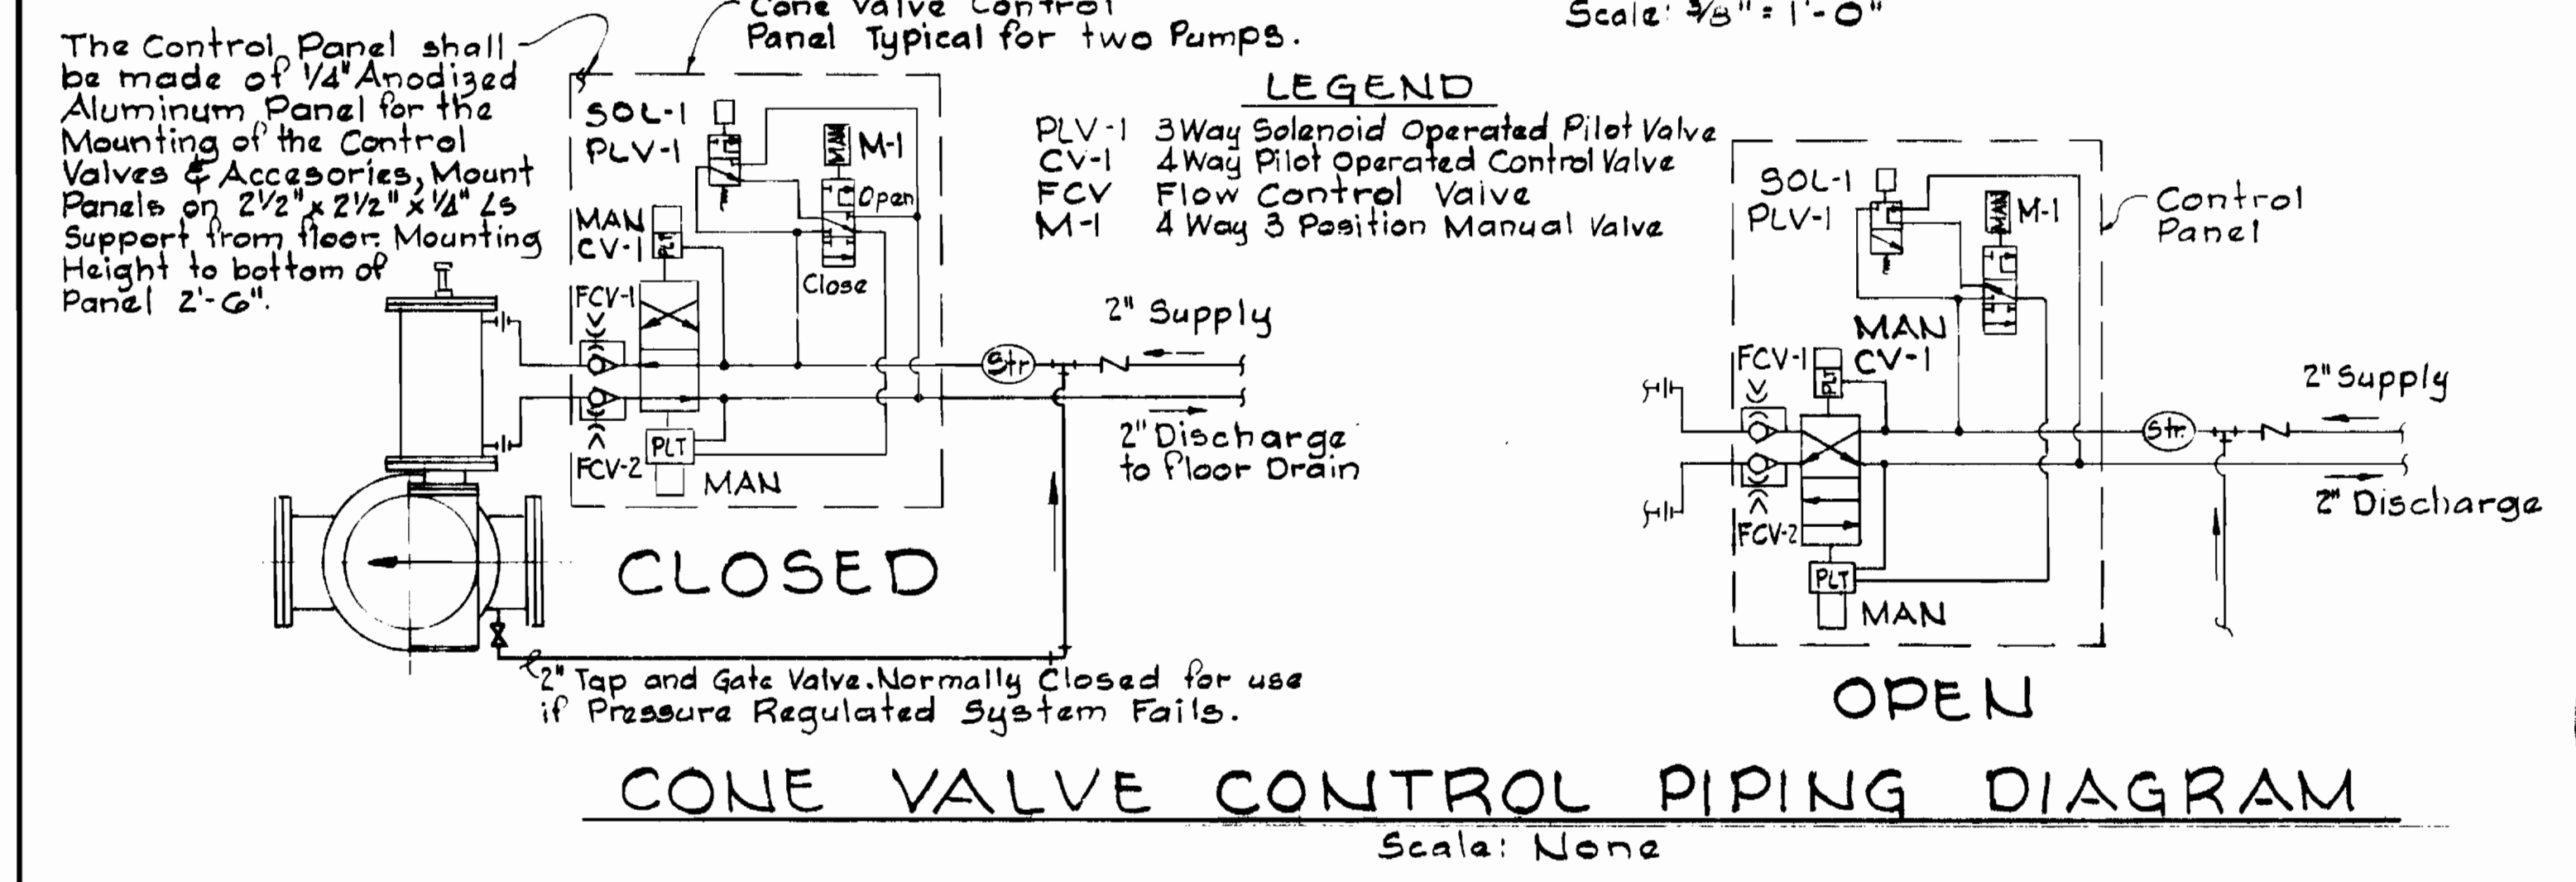 Cone Valve Control
Panel Typical for two Pumps.
Scale: 3/8" = 1'-0"
The Control Panel shall
be made of 1/4" Anodized
Aluminum Panel for the
Mounting of the Control
Valves & Accesories, Mount
Panels on 2 1/2" x 2 1/2" x 1/4" Ls
Support from floor. Mounting
Height to bottom of
Panel 2'-6".
LEGEND
PLV-1 3 Way Solenoid Operated Pilot Valve
CV-1 4 Way Pilot Operated Control Valve
FCV Flow Control Valve
M-1 4 Way 3 Position Manual Valve
SOL-1
PLV-1
MAN
M-1
Open
Close
MAN
CV-1
PLT
FCV-1
FCV-2
PLT
MAN
Str
2" Supply
2" Discharge
to Floor Drain
CLOSED
2" Tap and Gate Valve. Normally Closed for use
if Pressure Regulated System Fails.
SOL-1
PLV-1
MAN
M-1
Control
Panel
MAN
CV-1
PLT
FCV-1
FCV-2
PLT
MAN
Str.
2" Supply
2" Discharge
OPEN
CONE VALVE CONTROL PIPING DIAGRAM
Scale: None